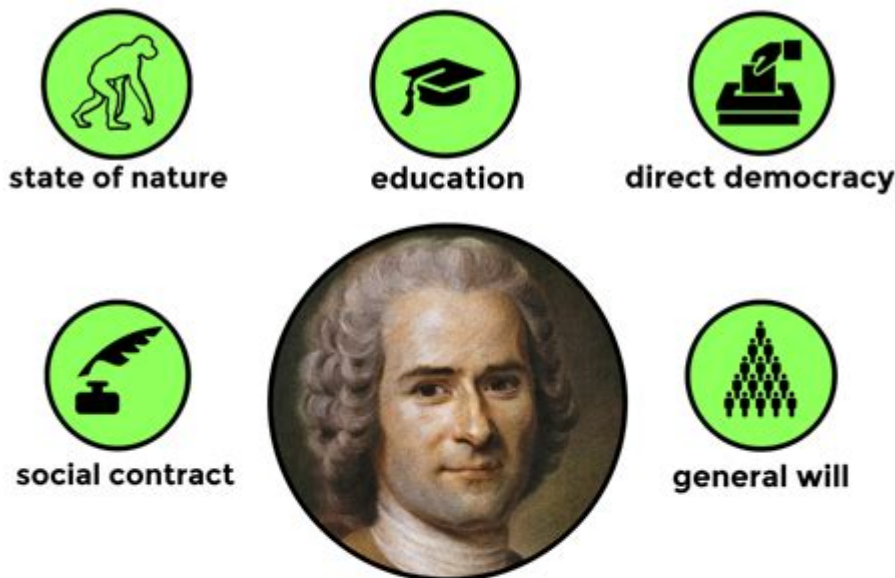 state of nature
education
direct democracy
social contract
general will